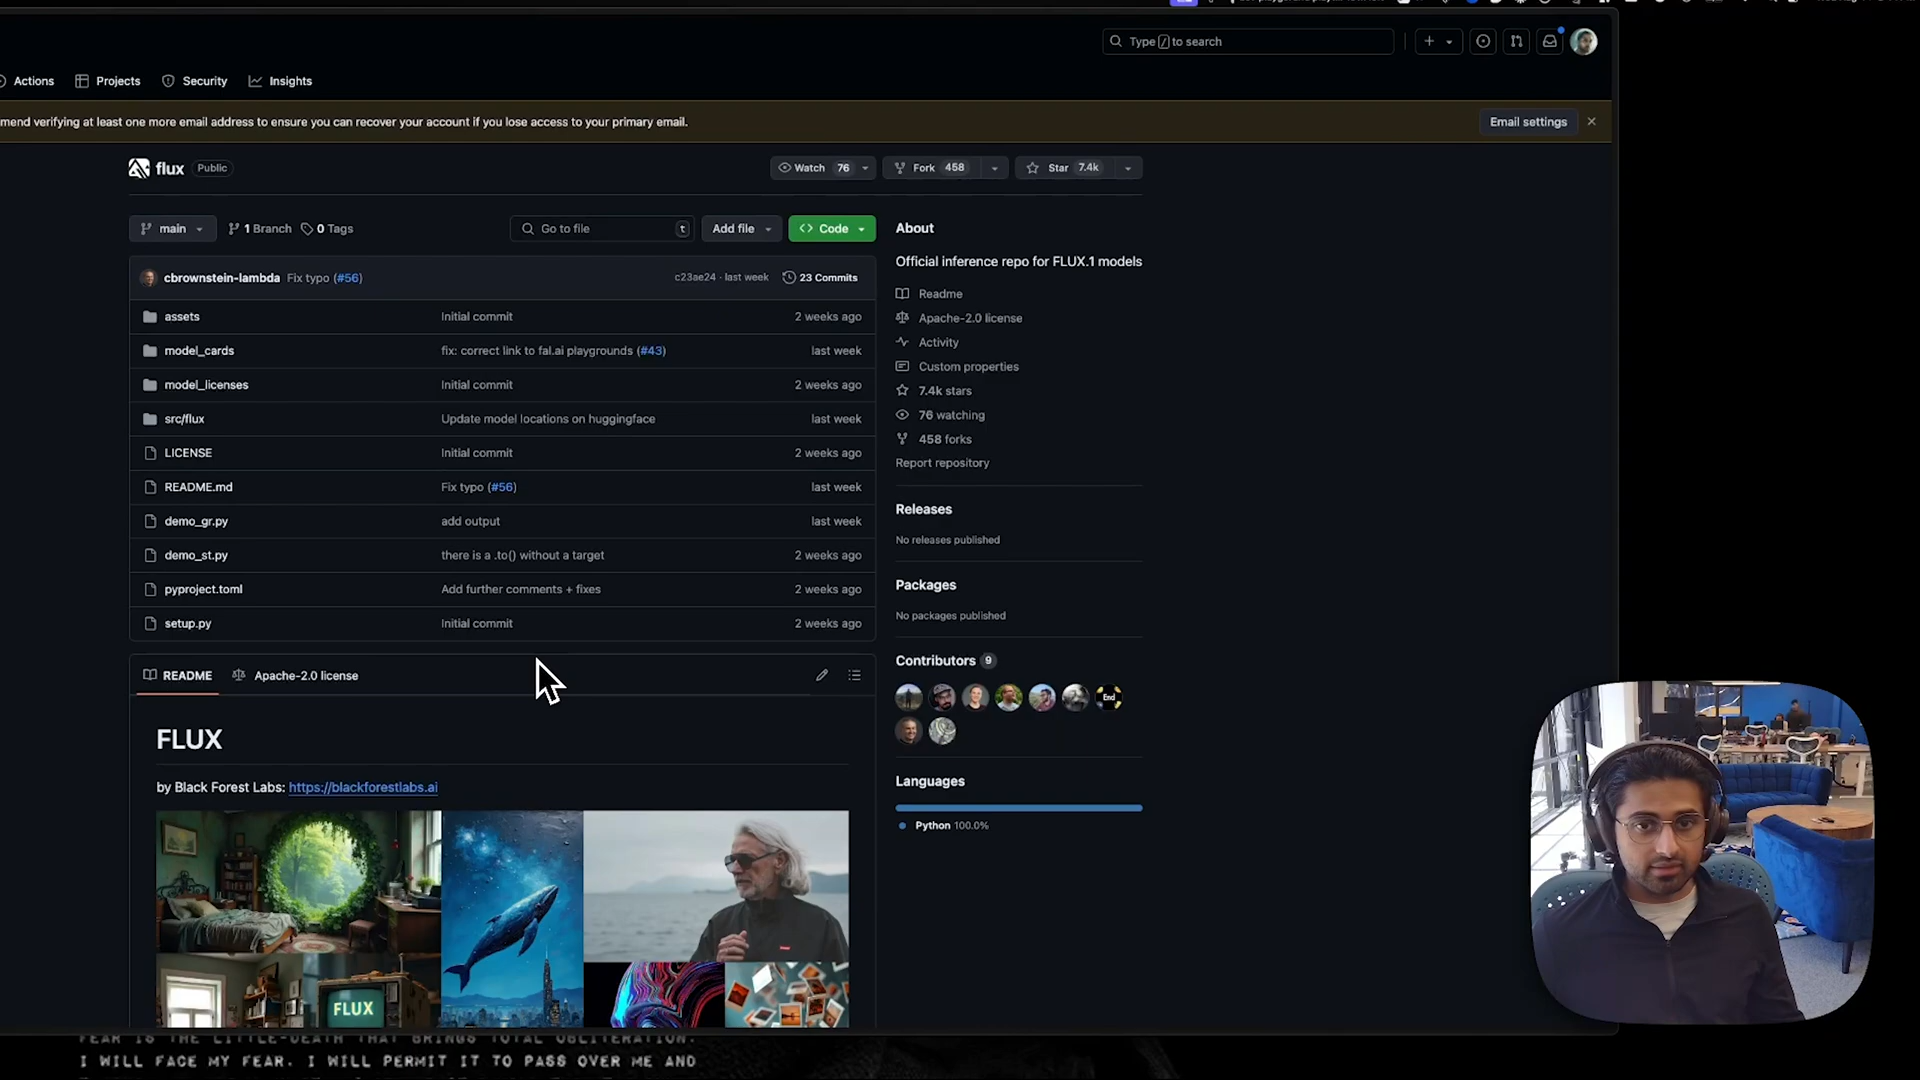 Type / to search
Actions
Projects
Security
Insights
mend verifying at least one more email address to ensure you can recover your account if you lose access to your primary email.
Email settings
flux
Public
Watch 76
Fork 458
Star 7.4k
main
1 Branch
0 Tags
Go to file
t
Add file
Code
cbrownstein-lambda Fix typo (#56)
c23ae24 · last week
23 Commits
assets Initial commit 2 weeks ago
model_cards fix: correct link to fal.ai playgrounds (#43) last week
model_licenses Initial commit 2 weeks ago
src/flux Update model locations on huggingface last week
LICENSE Initial commit 2 weeks ago
README.md Fix typo (#56) last week
demo_gr.py add output last week
demo_st.py there is a .to() without a target 2 weeks ago
pyproject.toml Add further comments + fixes 2 weeks ago
setup.py Initial commit 2 weeks ago
README
Apache-2.0 license
FLUX
by Black Forest Labs: https://blackforestlabs.ai
FLUX
About
Official inference repo for FLUX.1 models
Readme
Apache-2.0 license
Activity
Custom properties
7.4k stars
76 watching
458 forks
Report repository
Releases
No releases published
Packages
No packages published
Contributors 9
End
Languages
Python 100.0%
FEAR IS THE LITTLE-DEATH THAT BRINGS TOTAL OBLITERATION.
I WILL FACE MY FEAR. I WILL PERMIT IT TO PASS OVER ME AND